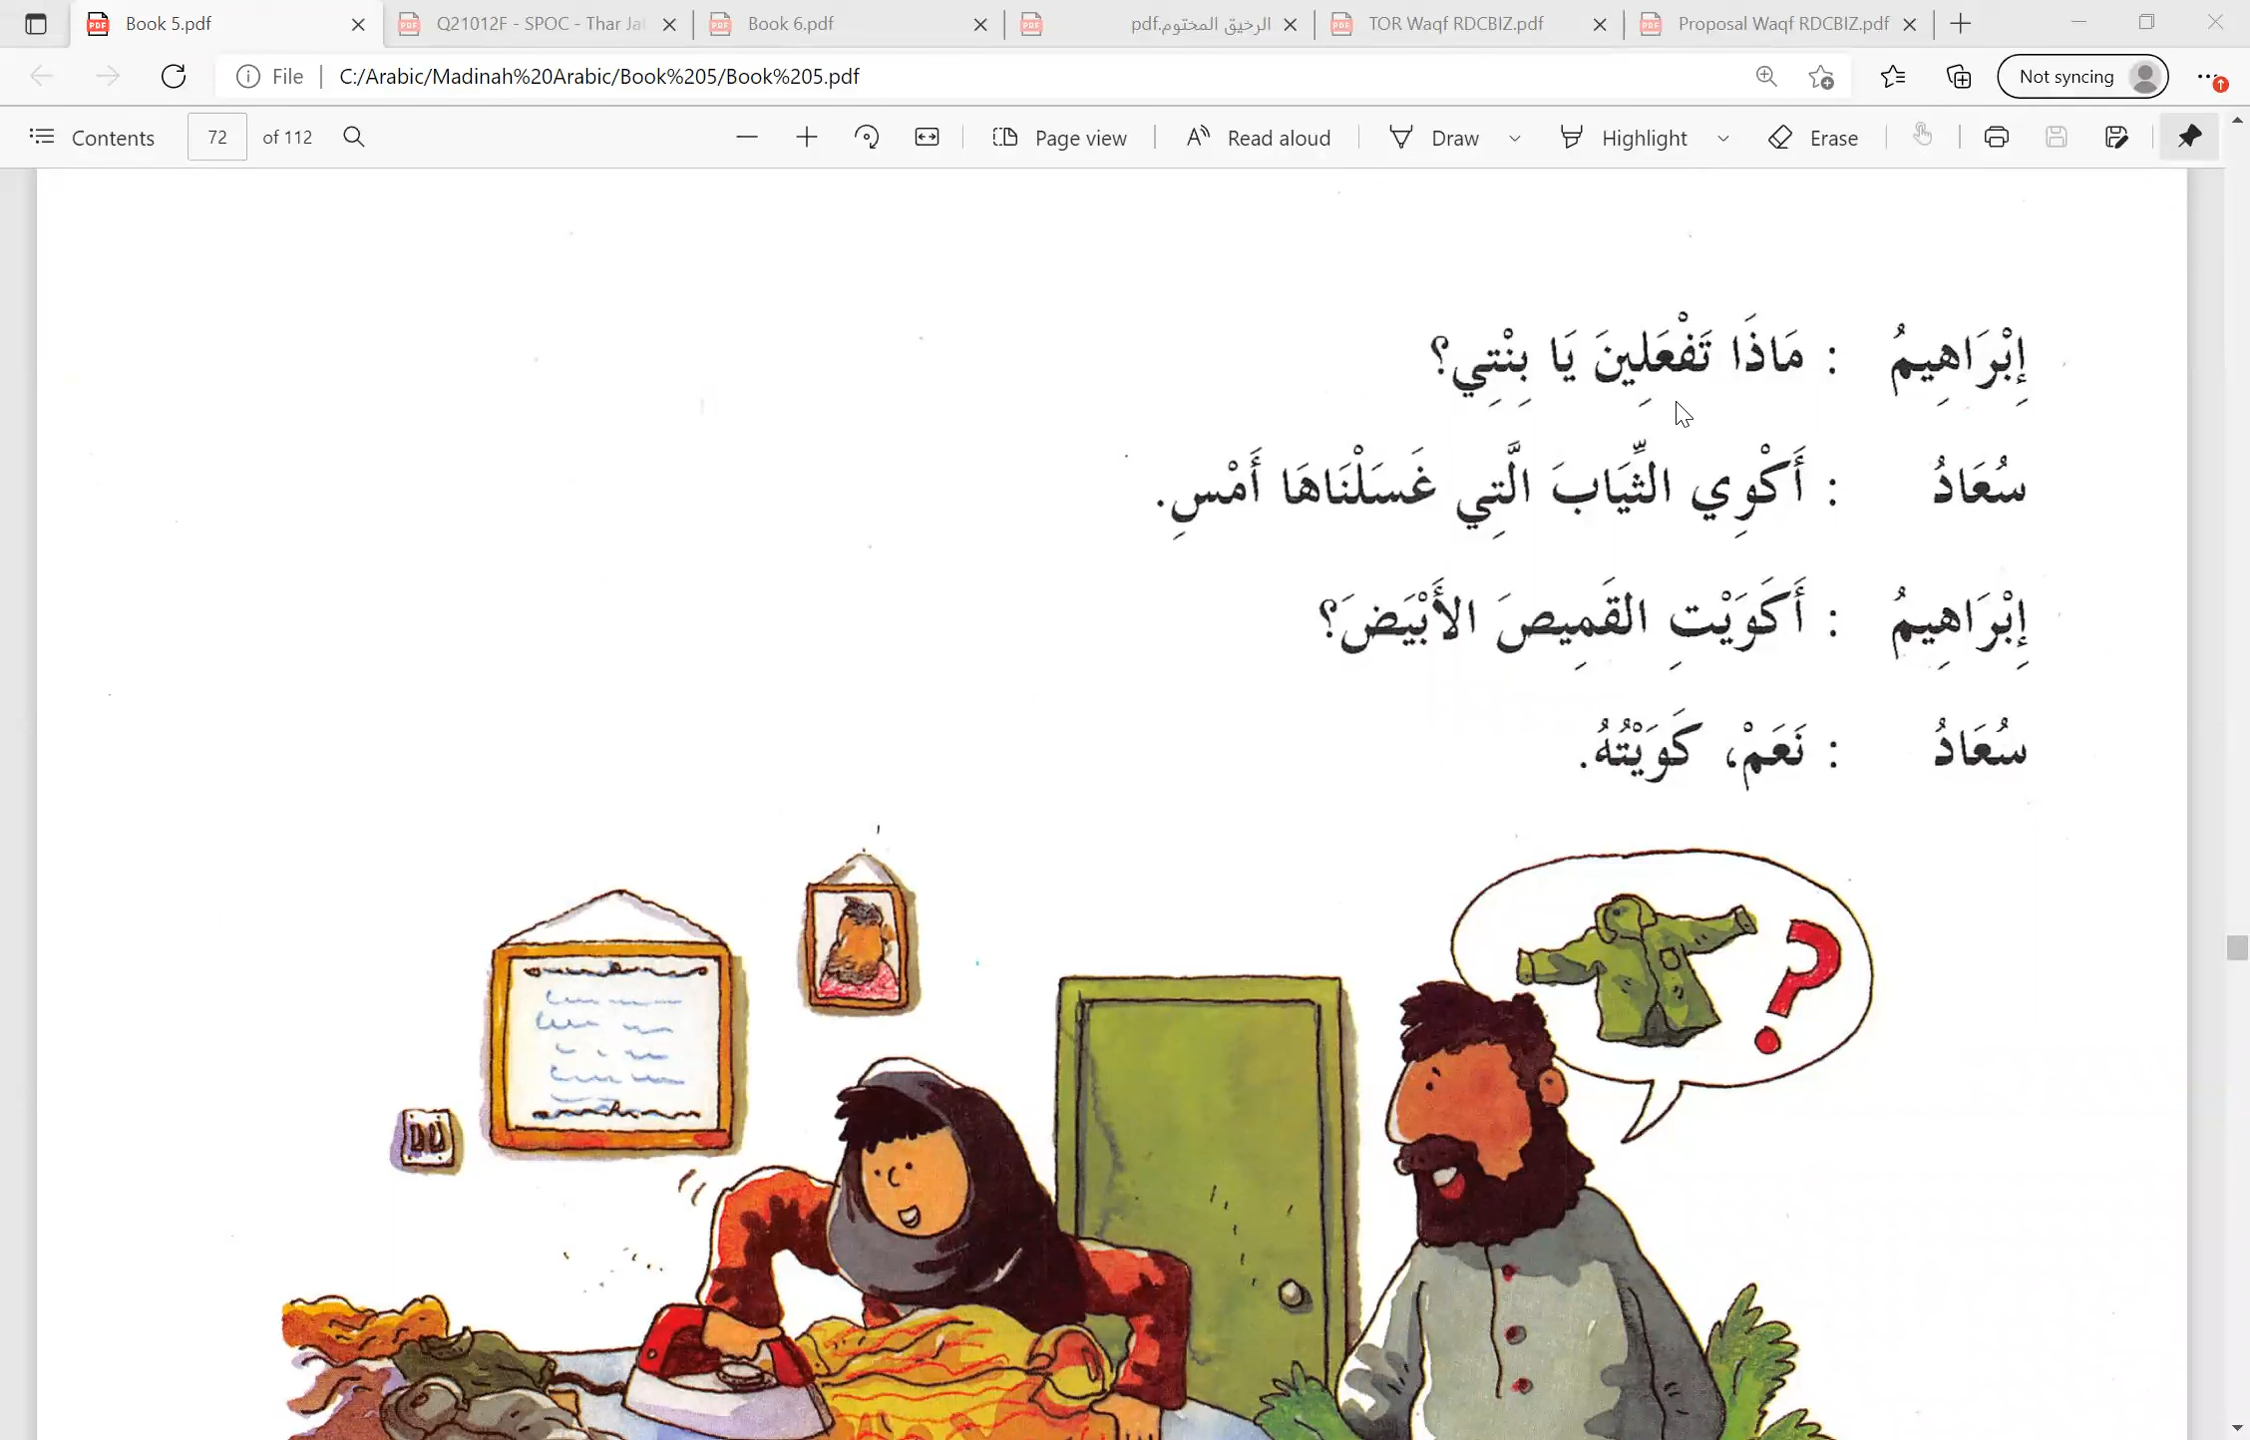 Book 5.pdf
Q21012F - SPOC - Thar Ja
Book 6.pdf
الرحيق المختوم.pdf
TOR Waqf RDCBIZ.pdf
Proposal Waqf RDCBIZ.pdf
File
C:/Arabic/Madinah%20Arabic/Book%205/Book%205.pdf
Not syncing
Contents
72 of 112
Page view
Read aloud
Draw
Highlight
Erase
إِبْرَاهِيمُ : مَاذَا تَفْعَلِينَ يَا بِنْتِي؟
سُعَادُ : أَكْوِي الثِّيَابَ الَّتِي غَسَلْنَاهَا أَمْسِ.
إِبْرَاهِيمُ : أَكَوَيْتِ القَمِيصَ الأَبْيَضَ؟
سُعَادُ : نَعَمْ، كَوَيْتُهُ.
?